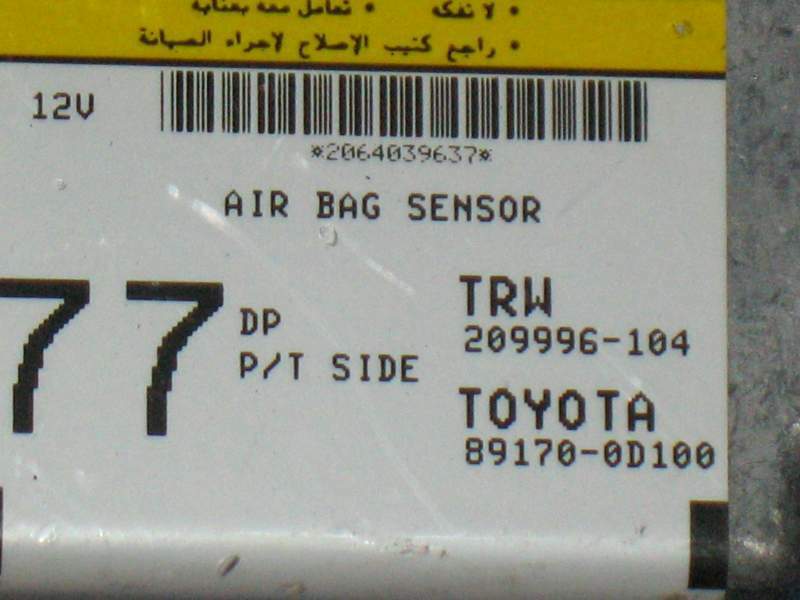 • لا تفكه • تعامل معه بعناية
• راجع كتيب الإصلاح لإجراء الصيانة
12V
*2064039637*
AIR BAG SENSOR
77
DP
P/T SIDE
TRW
209996-104
TOYOTA
89170-0D100